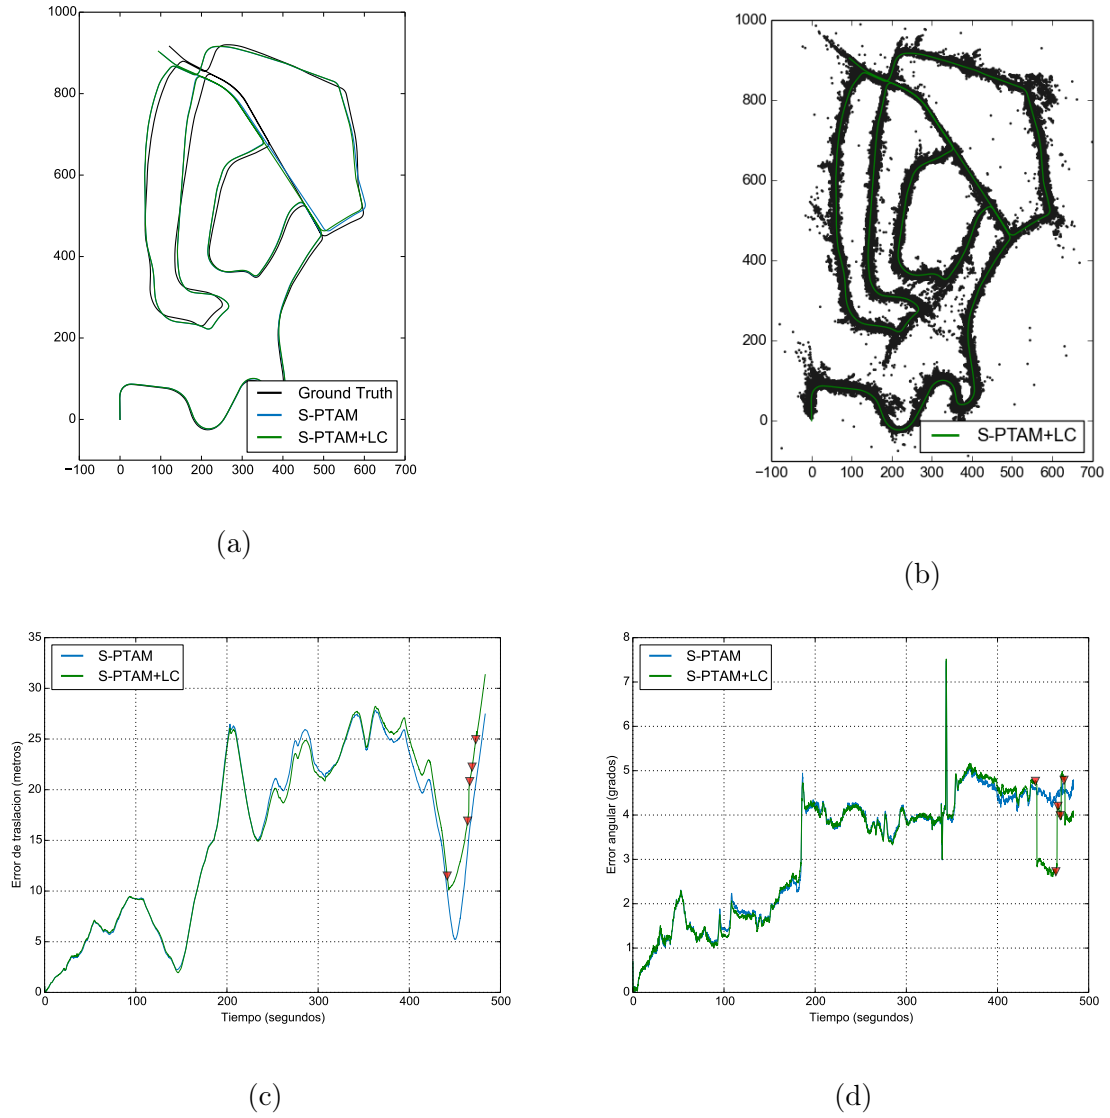 1000
800
600
400
200
0
−100 0 100 200 300 400 500 600 700
Ground Truth
S-PTAM
S-PTAM+LC
(a)
1000
800
600
400
200
0
−100 0 100 200 300 400 500 600 700
S-PTAM+LC
(b)
35
30
25
20
15
10
5
0
0 100 200 300 400 500
Error de traslacion (metros)
Tiempo (segundos)
S-PTAM
S-PTAM+LC
(c)
8
7
6
5
4
3
2
1
0
0 100 200 300 400 500
Error angular (grados)
Tiempo (segundos)
S-PTAM
S-PTAM+LC
(d)